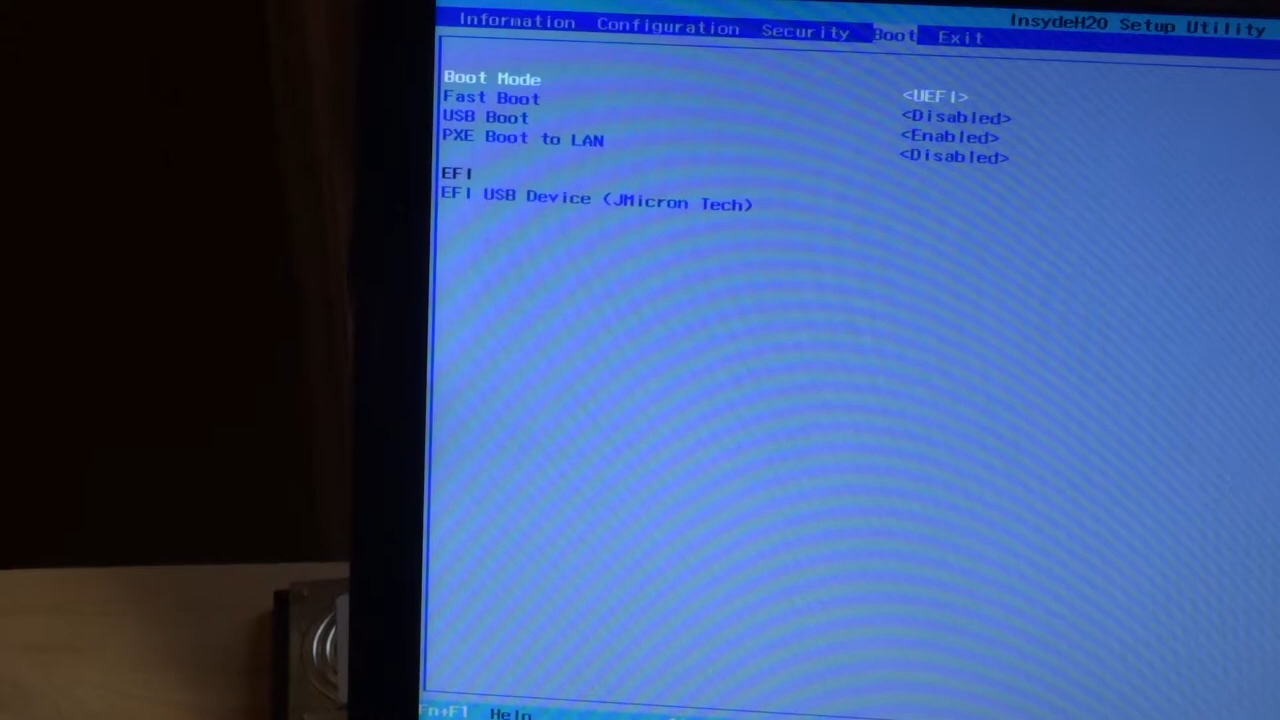 InsydeH20 Setup Utility
Information Configuration Security Boot Exit
Boot Mode <UEFI>
Fast Boot <Disabled>
USB Boot <Enabled>
PXE Boot to LAN <Disabled>
EFI
EFI USB Device (JMicron Tech)
Fn+F1 Help